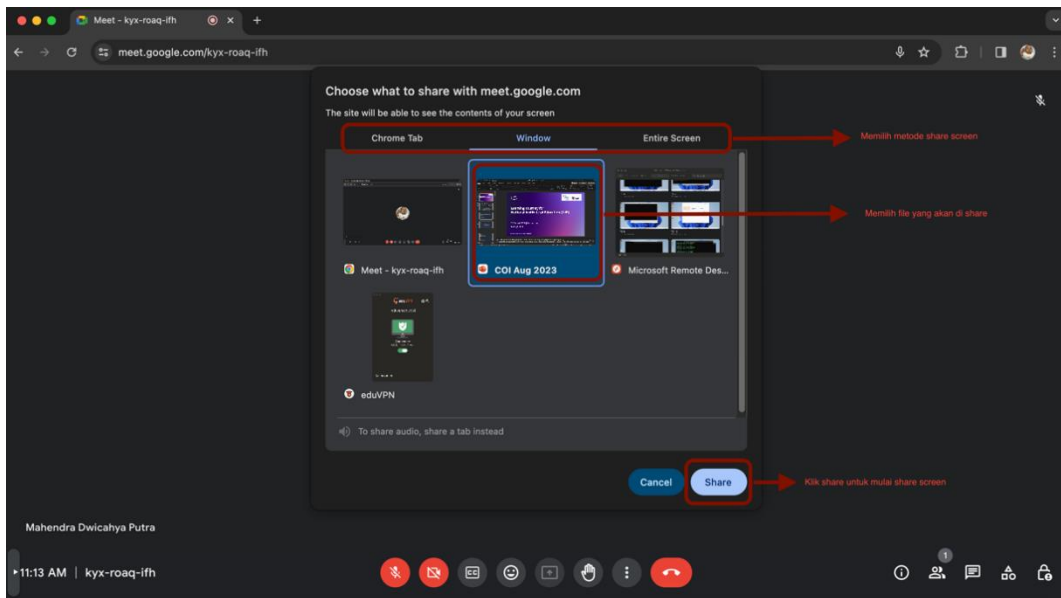 Meet - kyx-roaq-ifh
meet.google.com/kyx-roaq-ifh
Choose what to share with meet.google.com
The site will be able to see the contents of your screen
Chrome Tab
Window
Entire Screen
Memilih metode share screen
Memilih file yang akan di share
Meet - kyx-roaq-ifh
COI Aug 2023
Microsoft Remote Des...
eduVPN
To share audio, share a tab instead
Cancel
Share
Klik share untuk mulai share screen
Mahendra Dwicahya Putra
11:13 AM | kyx-roaq-ifh
CC
1